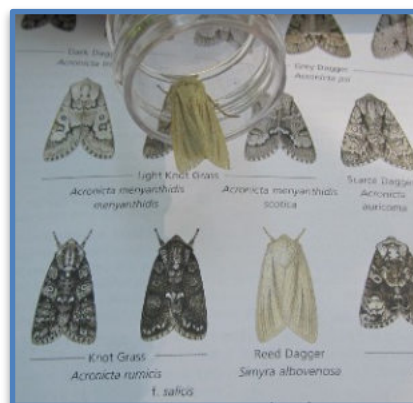 Dark Dagger
Acronicta
Grey Dagger
Acronicta psi
Light Knot Grass
Acronicta menyanthidis
menyanthidis
Acronicta menyanthidis
scotica
Scarce Dagger
Acronicta
auricoma
Knot Grass
Acronicta rumicis
f. salicis
Reed Dagger
Simyra albovenosa